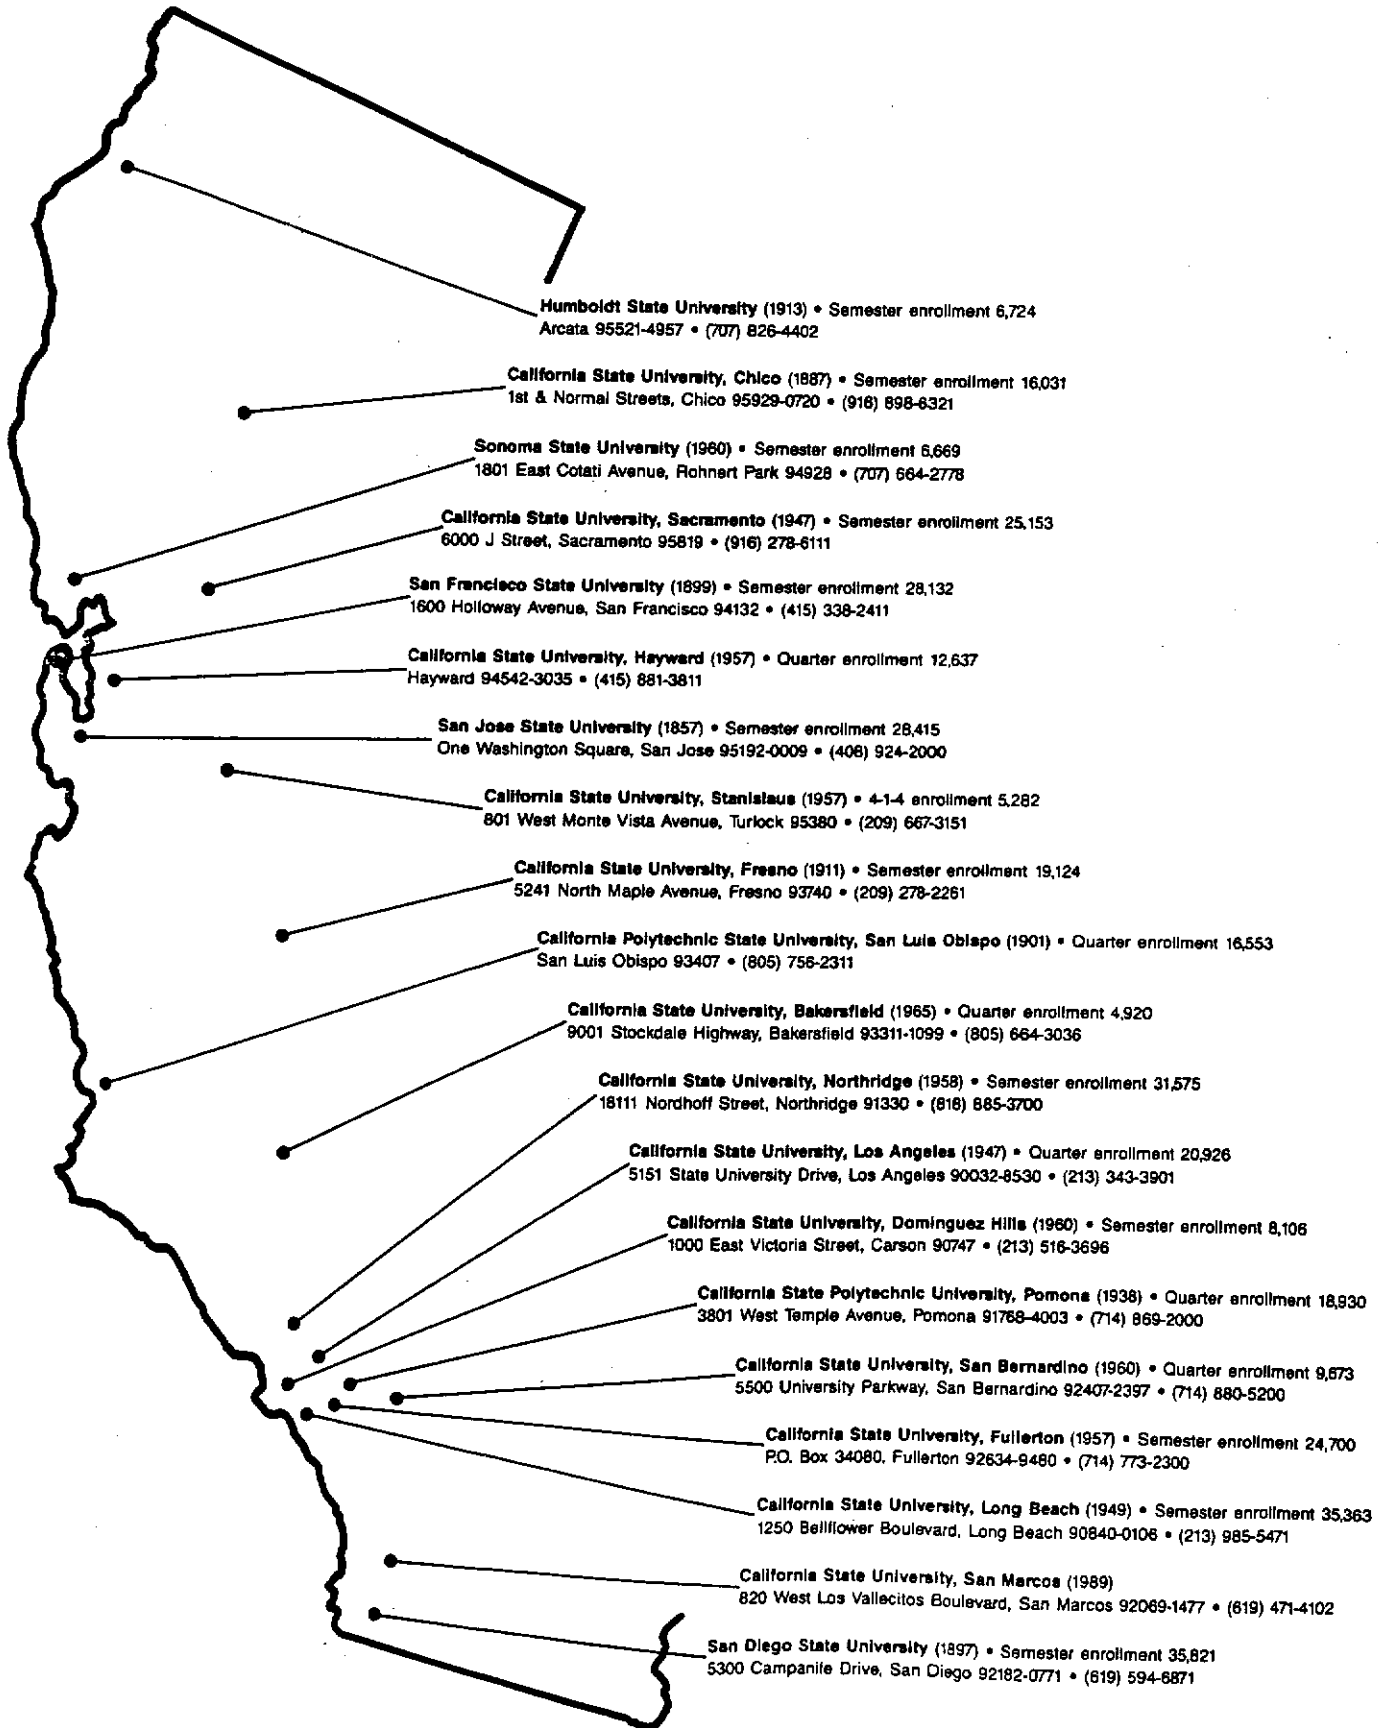 Humboldt State University (1913) • Semester enrollment 6,724
Arcata 95521-4957 • (707) 826-4402
California State University, Chico (1887) • Semester enrollment 16,031
1st & Normal Streets, Chico 95929-0720 • (916) 898-6321
Sonoma State University (1960) • Semester enrollment 6,669
1801 East Cotati Avenue, Rohnert Park 94928 • (707) 664-2778
California State University, Sacramento (1947) • Semester enrollment 25,153
6000 J Street, Sacramento 95819 • (916) 278-6111
San Francisco State University (1899) • Semester enrollment 28,132
1600 Holloway Avenue, San Francisco 94132 • (415) 338-2411
California State University, Hayward (1957) • Quarter enrollment 12,637
Hayward 94542-3035 • (415) 881-3811
San Jose State University (1857) • Semester enrollment 28,415
One Washington Square, San Jose 95192-0009 • (408) 924-2000
California State University, Stanislaus (1957) • 4-1-4 enrollment 5,282
801 West Monte Vista Avenue, Turlock 95380 • (209) 667-3151
California State University, Fresno (1911) • Semester enrollment 19,124
5241 North Maple Avenue, Fresno 93740 • (209) 278-2261
California Polytechnic State University, San Luis Obispo (1901) • Quarter enrollment 16,553
San Luis Obispo 93407 • (805) 756-2311
California State University, Bakersfield (1965) • Quarter enrollment 4,920
9001 Stockdale Highway, Bakersfield 93311-1099 • (805) 664-3036
California State University, Northridge (1958) • Semester enrollment 31,575
18111 Nordhoff Street, Northridge 91330 • (818) 885-3700
California State University, Los Angeles (1947) • Quarter enrollment 20,926
5151 State University Drive, Los Angeles 90032-8530 • (213) 343-3901
California State University, Dominguez Hills (1960) • Semester enrollment 8,106
1000 East Victoria Street, Carson 90747 • (213) 516-3696
California State Polytechnic University, Pomona (1938) • Quarter enrollment 18,930
3801 West Temple Avenue, Pomona 91768-4003 • (714) 869-2000
California State University, San Bernardino (1960) • Quarter enrollment 9,673
5500 University Parkway, San Bernardino 92407-2397 • (714) 880-5200
California State University, Fullerton (1957) • Semester enrollment 24,700
P.O. Box 34080, Fullerton 92634-9480 • (714) 773-2300
California State University, Long Beach (1949) • Semester enrollment 35,363
1250 Bellflower Boulevard, Long Beach 90840-0106 • (213) 985-5471
California State University, San Marcos (1989)
820 West Los Vallecitos Boulevard, San Marcos 92069-1477 • (619) 471-4102
San Diego State University (1897) • Semester enrollment 35,821
5300 Campanile Drive, San Diego 92182-0771 • (619) 594-6871